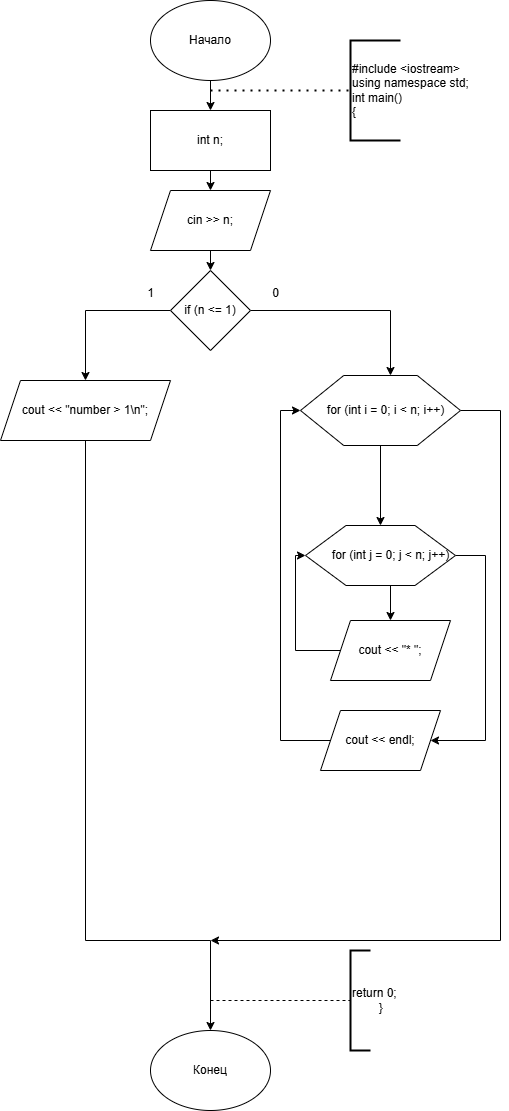 Начало
#include <iostream>
using namespace std;
int main()
{
int n;
cin >> n;
1
0
if (n <= 1)
cout << "number > 1\n";
for (int i = 0; i < n; i++)
for (int j = 0; j < n; j++)
cout << "* ";
cout << endl;
return 0;
}
Конец